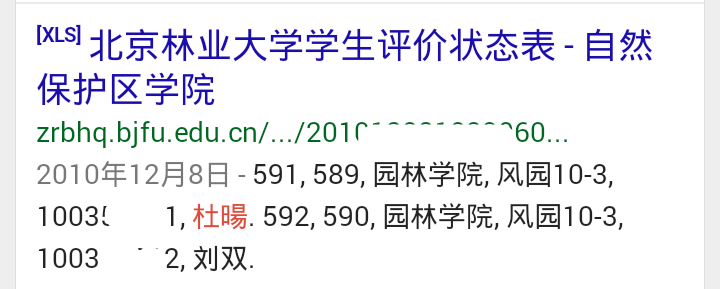 [XLS] 北京林业大学学生评价状态表 - 自然
保护区学院
zrbhq.bjfu.edu.cn/.../2010 60...
2010年12月8日 - 591, 589, 园林学院, 风园10-3,
1003 1, 杜暘. 592, 590, 园林学院, 风园10-3,
1003 2, 刘双.